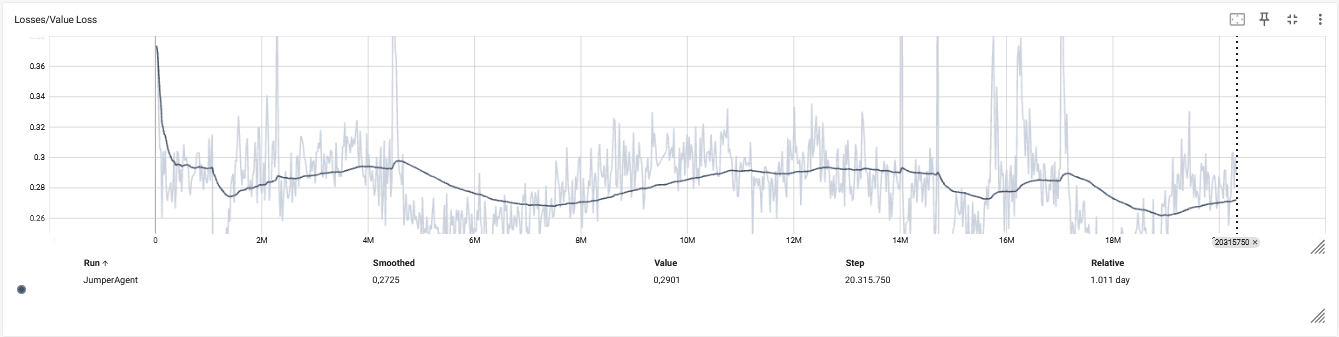 Losses/Value Loss
0.36
0.34
0.32
0.3
0.28
0.26
0 2M 4M 6M 8M 10M 12M 14M 16M 18M
20315750 ×
Run ↑ Smoothed Value Step Relative
JumperAgent 0,2725 0,2901 20.315.750 1.011 day